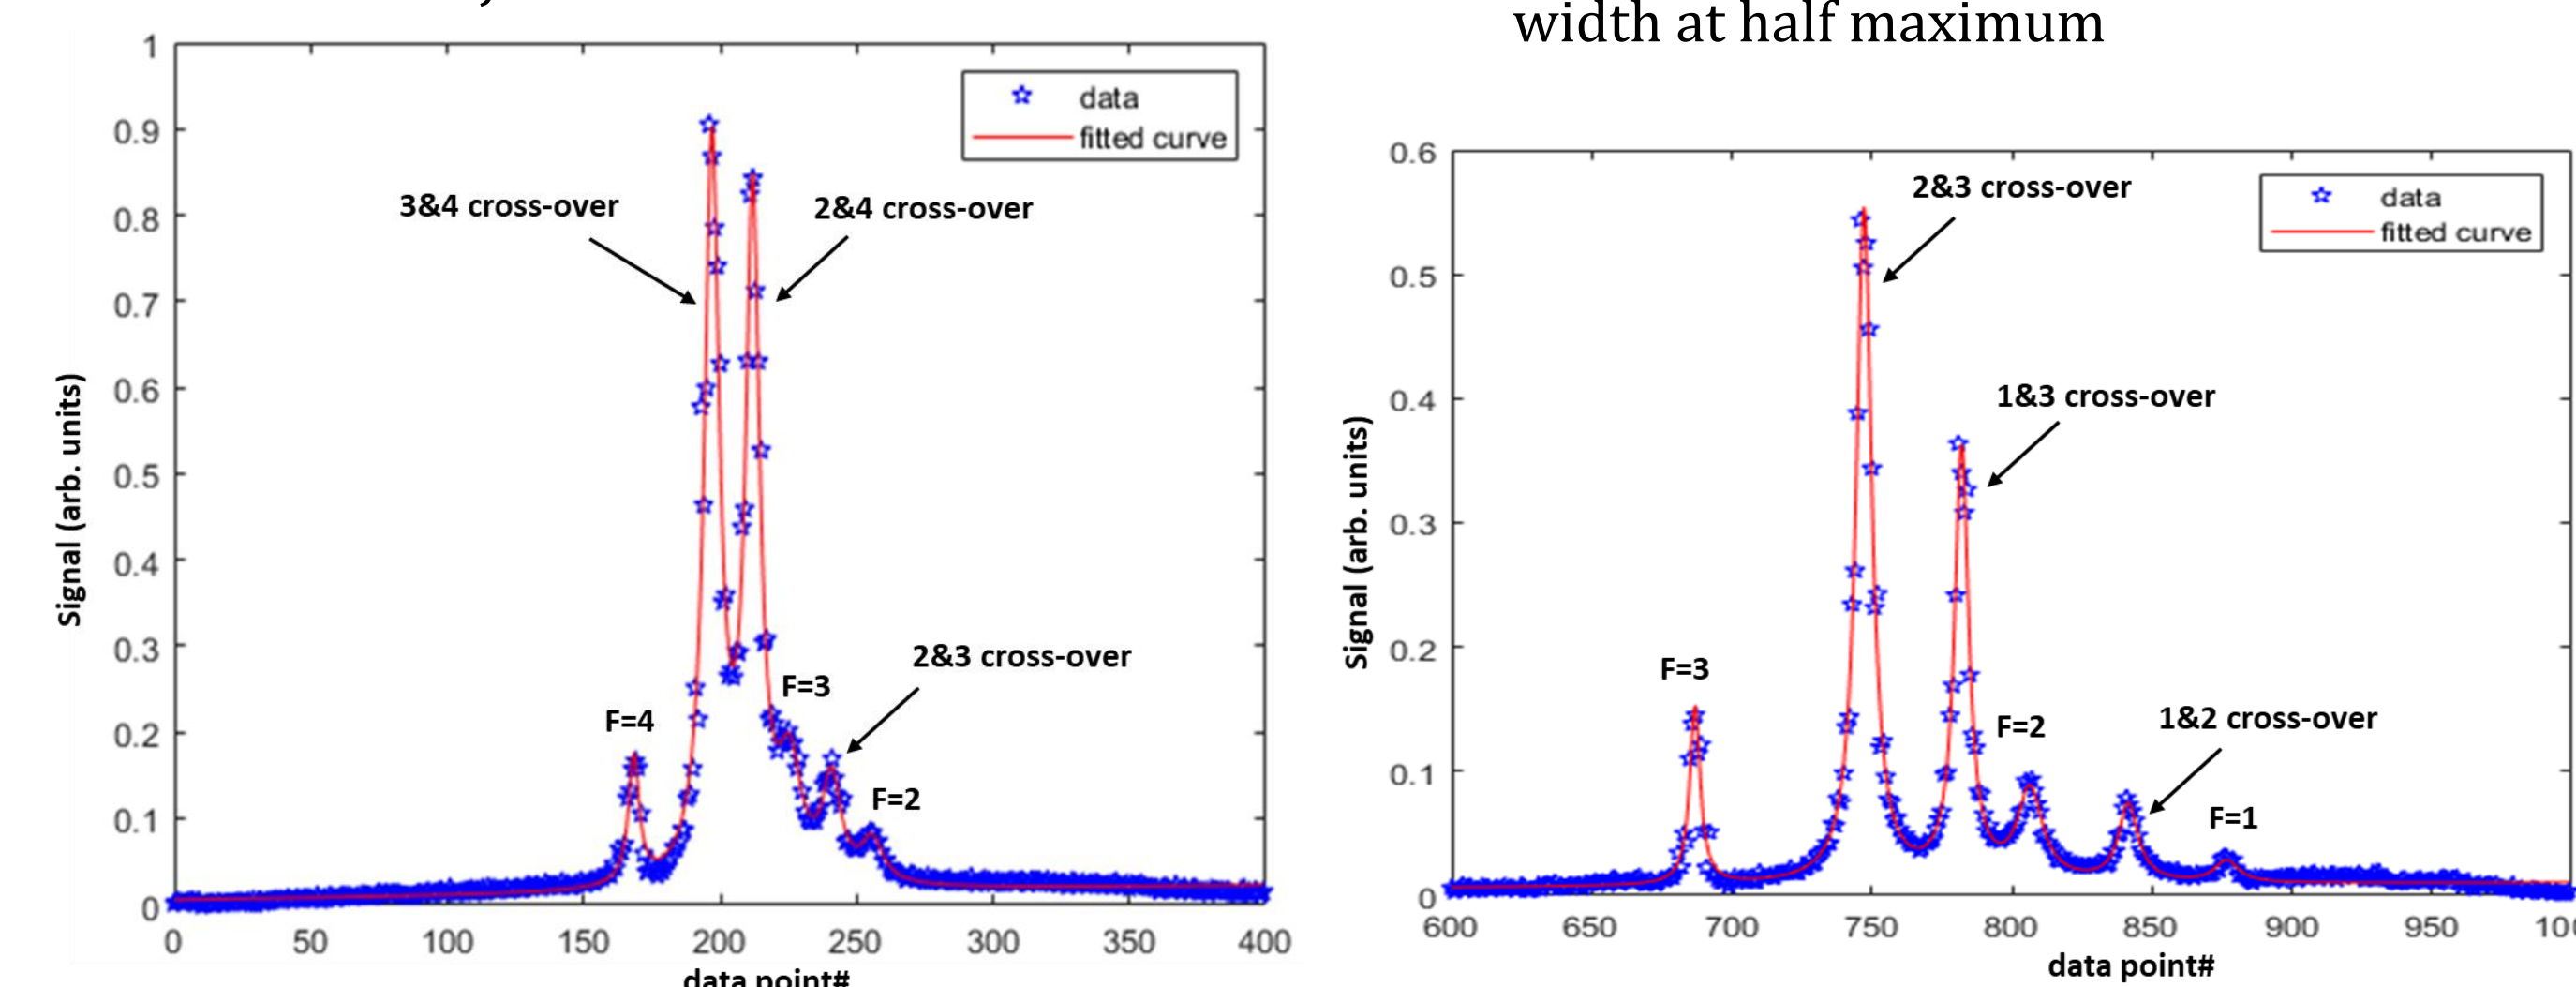 width at half maximum
1
0.9
0.8
0.7
0.6
0.5
0.4
0.3
0.2
0.1
0
0
50
100
150
200
250
300
350
400
Signal (arb. units)
data point#
data
fitted curve
3&4 cross-over
2&4 cross-over
F=4
F=3
2&3 cross-over
F=2
0.6
0.5
0.4
0.3
0.2
0.1
0
600
650
700
750
800
850
900
950
Signal (arb. units)
data point#
data
fitted curve
2&3 cross-over
1&3 cross-over
F=3
F=2
1&2 cross-over
F=1